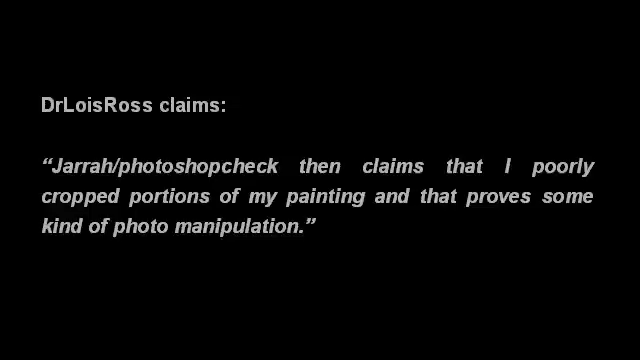 DrLoisRoss claims:
“Jarrah/photoshopcheck then claims that I poorly
cropped portions of my painting and that proves some
kind of photo manipulation.”